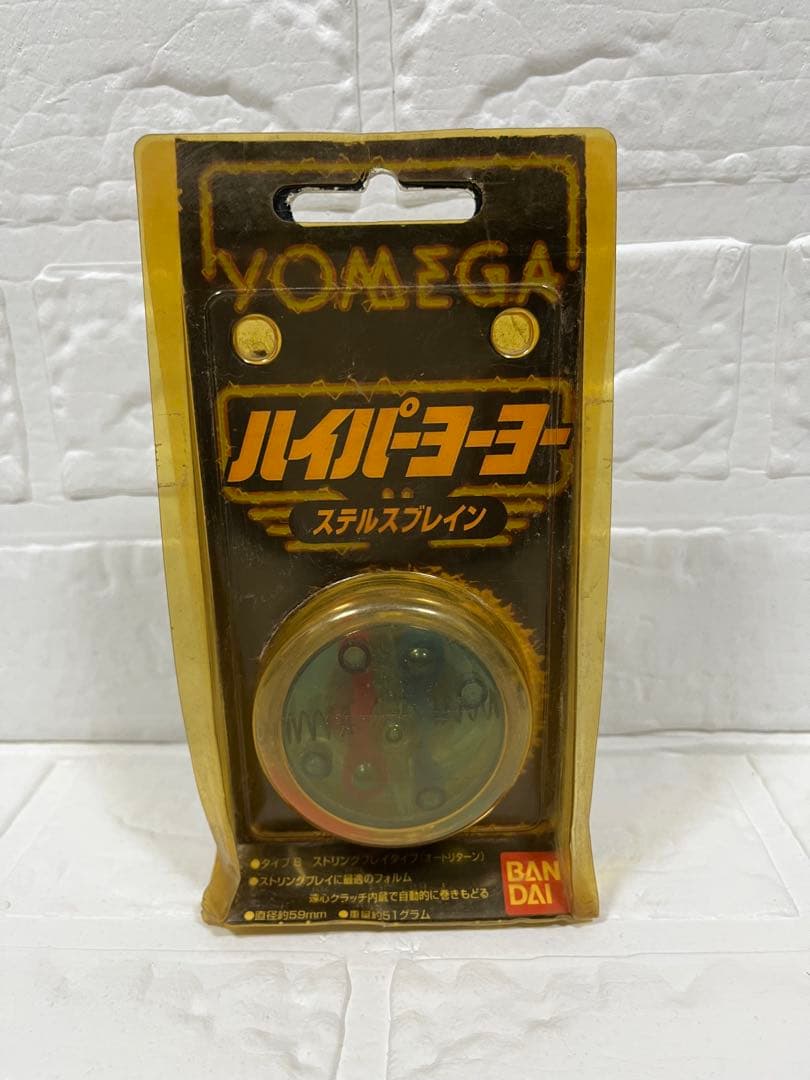 YOMEGA
ハイパーヨーヨー
ステルスブレイン
●タイプB ストリングプレイタイプ(オートリターン)
●ストリングプレイに最適のフォルム
遠心クラッチ内蔵で自動的に巻きもどる
●直径約59mm ●重量約51グラム
BAN
DAI